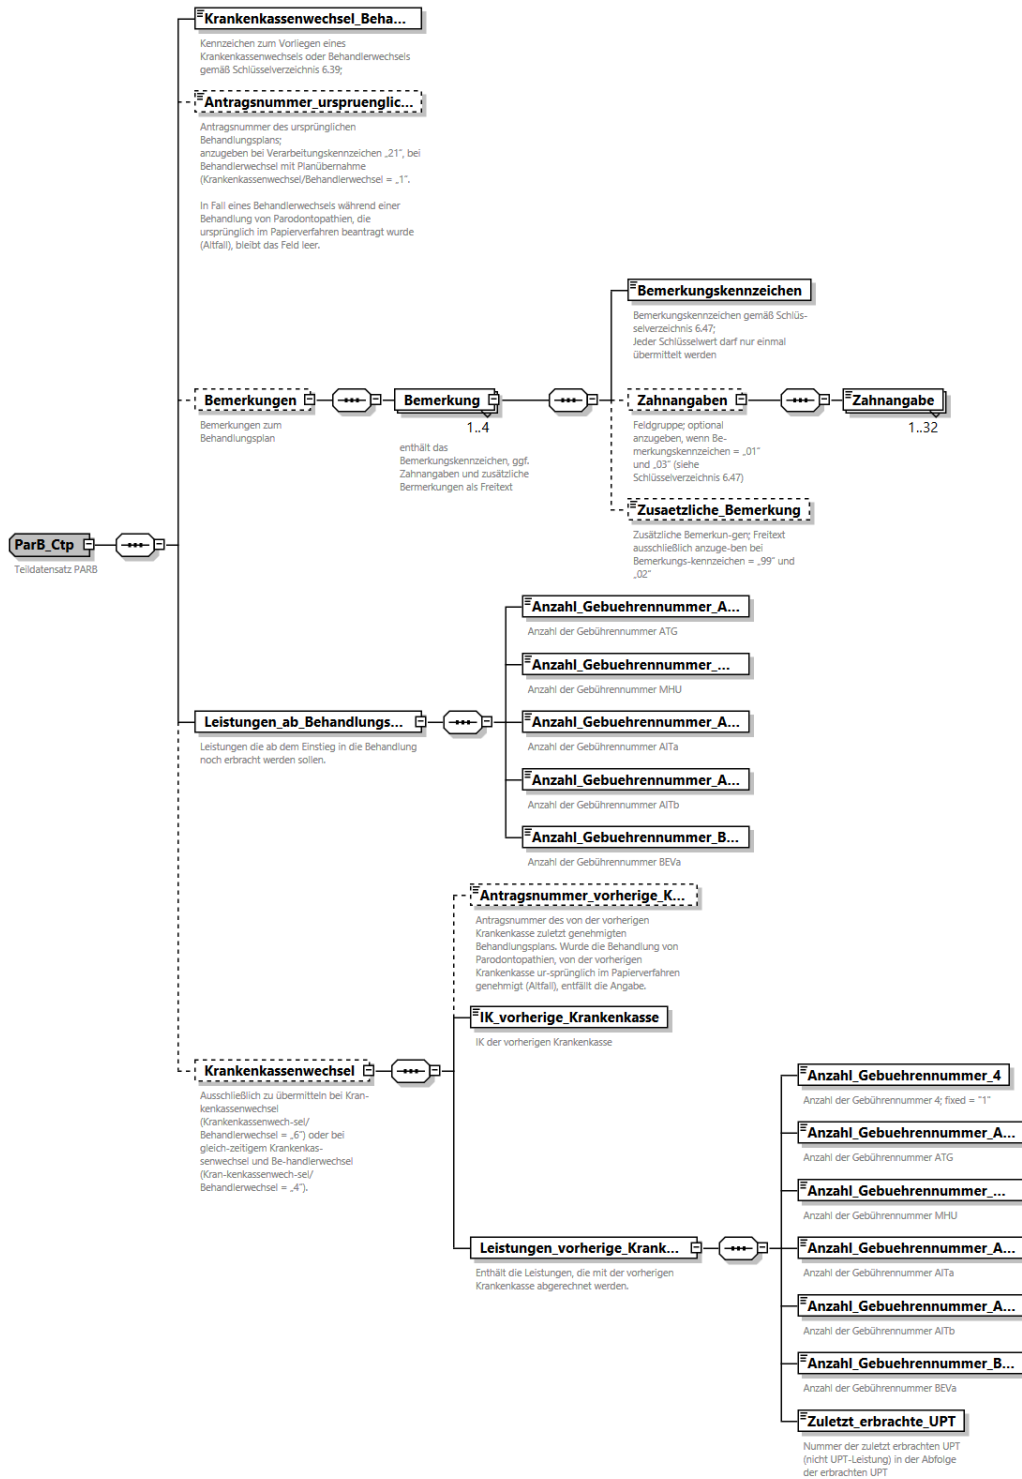 Krankenkassenwechsel_Beha...
Kennzeichen zum Vorliegen eines
Krankenkassenwechsels oder Behandlerwechsels
gemäß Schlüsselverzeichnis 6.39;
Antragsnummer_urspruenglic...
Antragsnummer des ursprünglichen
Behandlungsplans;
anzugeben bei Verarbeitungskennzeichen „21“, bei
Behandlerwechsel mit Planübernahme
(Krankenkassenwechsel/Behandlerwechsel = „1“.
In Fall eines Behandlerwechsels während einer
Behandlung von Parodontopathien, die
ursprünglich im Papierverfahren beantragt wurde
(Altfall), bleibt das Feld leer.
Bemerkungskennzeichen
Bemerkungskennzeichen gemäß Schlüs-
selverzeichnis 6.47;
Jeder Schlüsselwert darf nur einmal
übermittelt werden
Bemerkungen
Bemerkungen zum
Behandlungsplan
Bemerkung
1..4
enthält das
Bemerkungskennzeichen, ggf.
Zahnangaben und zusätzliche
Bermerkungen als Freitext
Zahnangaben
Feldgruppe; optional
anzugeben, wenn Be-
merkungskennzeichen = „01“
und „03“ (siehe
Schlüsselverzeichnis 6.47)
Zahnangabe
1..32
Zusaetzliche_Bemerkung
Zusätzliche Bemerkun-gen; Freitext
ausschließlich anzuge-ben bei
Bemerkungs-kennzeichen = „99“ und
„02“
ParB_Ctp
Teildatensatz PARB
Anzahl_Gebuehrennummer_A...
Anzahl der Gebührennummer ATG
Anzahl_Gebuehrennummer_...
Anzahl der Gebührennummer MHU
Leistungen_ab_Behandlungs...
Leistungen die ab dem Einstieg in die Behandlung
noch erbracht werden sollen.
Anzahl_Gebuehrennummer_A...
Anzahl der Gebührennummer AITa
Anzahl_Gebuehrennummer_A...
Anzahl der Gebührennummer AITb
Anzahl_Gebuehrennummer_B...
Anzahl der Gebührennummer BEVa
Antragsnummer_vorherige_K...
Antragsnummer des von der vorherigen
Krankenkasse zuletzt genehmigten
Behandlungsplans. Wurde die Behandlung von
Parodontopathien, von der vorherigen
Krankenkasse ur-sprünglich im Papierverfahren
genehmigt (Altfall), entfällt die Angabe.
IK_vorherige_Krankenkasse
IK der vorherigen Krankenkasse
Krankenkassenwechsel
Ausschließlich zu übermitteln bei Kran-
kenkassenwechsel
(Krankenkassenwech-sel/
Behandlerwechsel = „6“) oder bei
gleich-zeitigem Krankenkas-
senwechsel und Be-handlerwechsel
(Kran-kenkassenwech-sel/
Behandlerwechsel = „4“).
Anzahl_Gebuehrennummer_4
Anzahl der Gebührennummer 4; fixed = "1"
Anzahl_Gebuehrennummer_A...
Anzahl der Gebührennummer ATG
Anzahl_Gebuehrennummer_...
Anzahl der Gebührennummer MHU
Leistungen_vorherige_Krank...
Enthält die Leistungen, die mit der vorherigen
Krankenkasse abgerechnet werden.
Anzahl_Gebuehrennummer_A...
Anzahl der Gebührennummer AITa
Anzahl_Gebuehrennummer_A...
Anzahl der Gebührennummer AITb
Anzahl_Gebuehrennummer_B...
Anzahl der Gebührennummer BEVa
Zuletzt_erbrachte_UPT
Nummer der zuletzt erbrachten UPT
(nicht UPT-Leistung) in der Abfolge
der erbrachten UPT